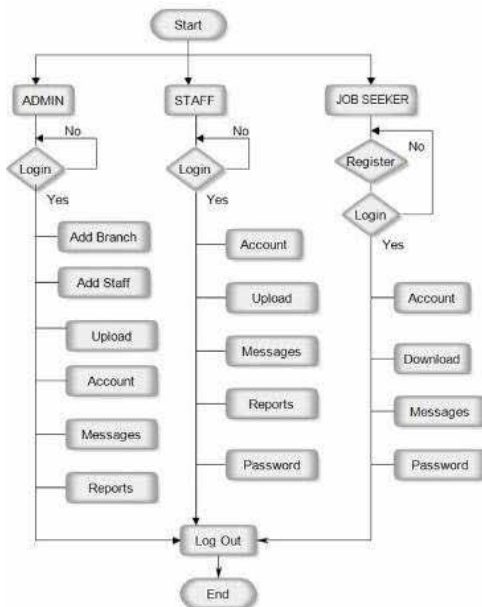 Start
ADMIN
STAFF
JOB SEEKER
No
Login
Yes
No
Login
Yes
No
Register
Login
Yes
Add Branch
Add Staff
Upload
Account
Messages
Reports
Account
Upload
Messages
Reports
Password
Account
Download
Messages
Password
Log Out
End